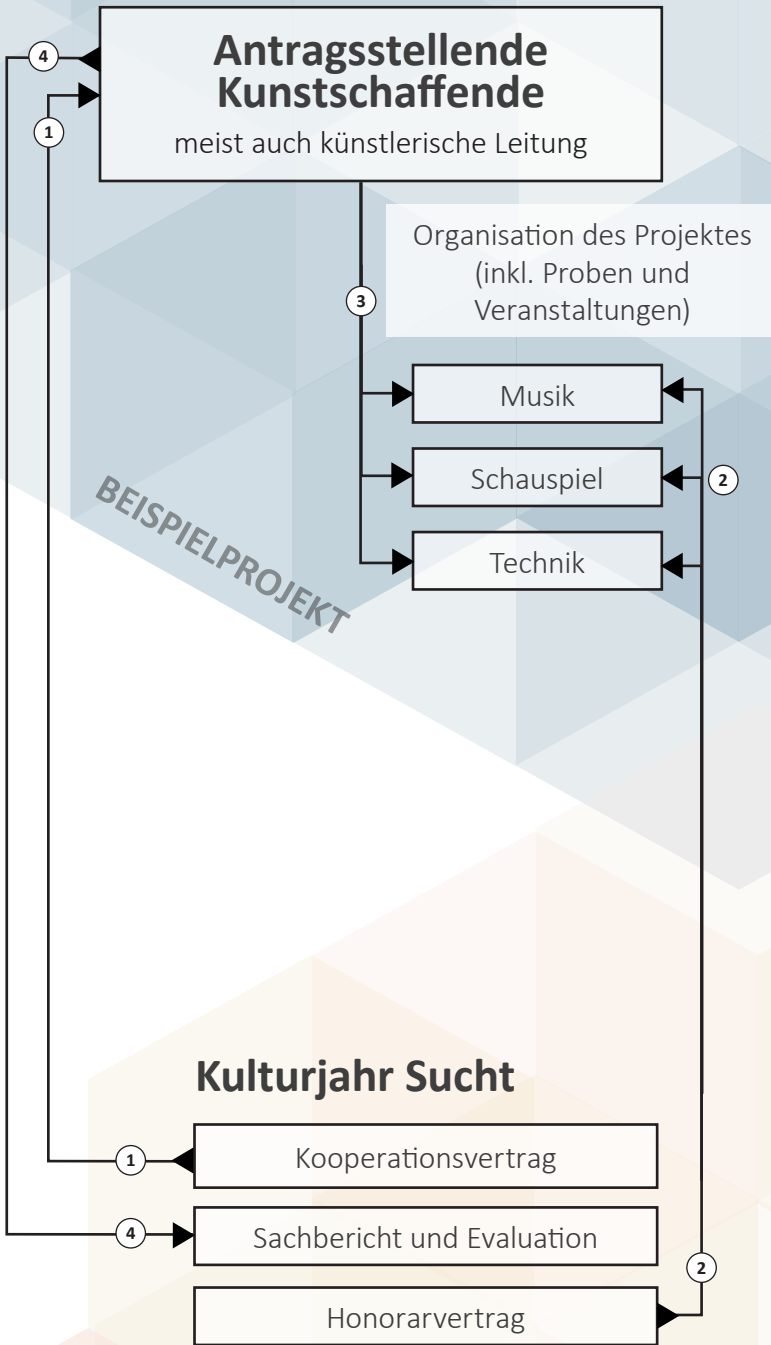 4
Antragsstellende
Kunstschaffende
1
meist auch künstlerische Leitung
Organisation des Projektes
(inkl. Proben und
Veranstaltungen)
3
Musik
Schauspiel
2
BEISPIELPROJEKT
Technik
Kulturjahr Sucht
1
Kooperationsvertrag
4
Sachbericht und Evaluation
2
Honorarvertrag